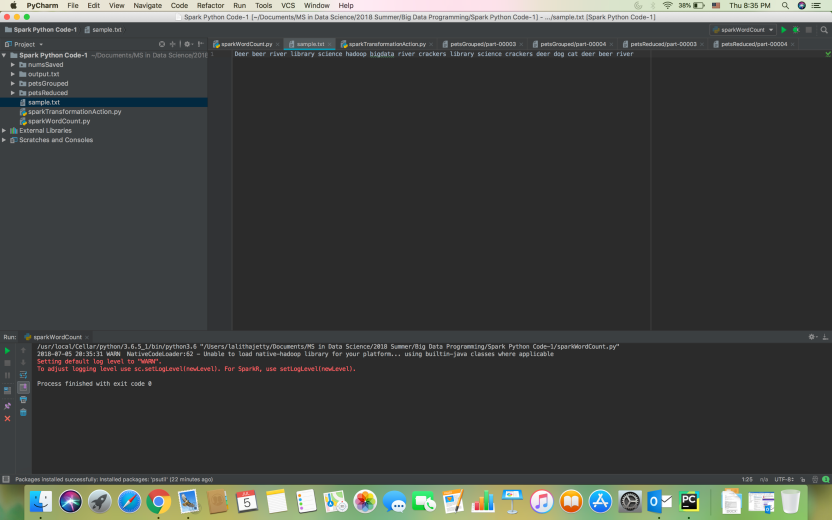 PyCharm File Edit View Navigate Code Refactor Run Tools VCS Window Help 38% Thu 8:35 PM
Spark Python Code-1 [~/Documents/MS in Data Science/2018 Summer/Big Data Programming/Spark Python Code-1] - .../sample.txt [Spark Python Code-1]
Spark Python Code-1 sample.txt sparkWordCount
Project sparkWordCount.py sample.txt sparkTransformationAction.py petsGrouped/part-00003 petsGrouped/part-00004 petsReduced/part-00003 petsReduced/part-00004
Spark Python Code-1 ~/Documents/MS in Data Science/2018
1 Deer beer river library science hadoop bigdata river crackers library science crackers deer dog cat deer beer river
numsSaved
output.txt
petsGrouped
petsReduced
sample.txt
sparkTransformationAction.py
sparkWordCount.py
External Libraries
Scratches and Consoles
Run: sparkWordCount
/usr/local/Cellar/python/3.6.5_1/bin/python3.6 "/Users/lalithajetty/Documents/MS in Data Science/2018 Summer/Big Data Programming/Spark Python Code-1/sparkWordCount.py"
2018-07-05 20:35:31 WARN NativeCodeLoader:62 - Unable to load native-hadoop library for your platform... using builtin-java classes where applicable
Setting default log level to "WARN".
To adjust logging level use sc.setLogLevel(newLevel). For SparkR, use setLogLevel(newLevel).
Process finished with exit code 0
Packages installed successfully: Installed packages: 'psutil' (22 minutes ago) 1:25 n/a UTF-8
5
PC